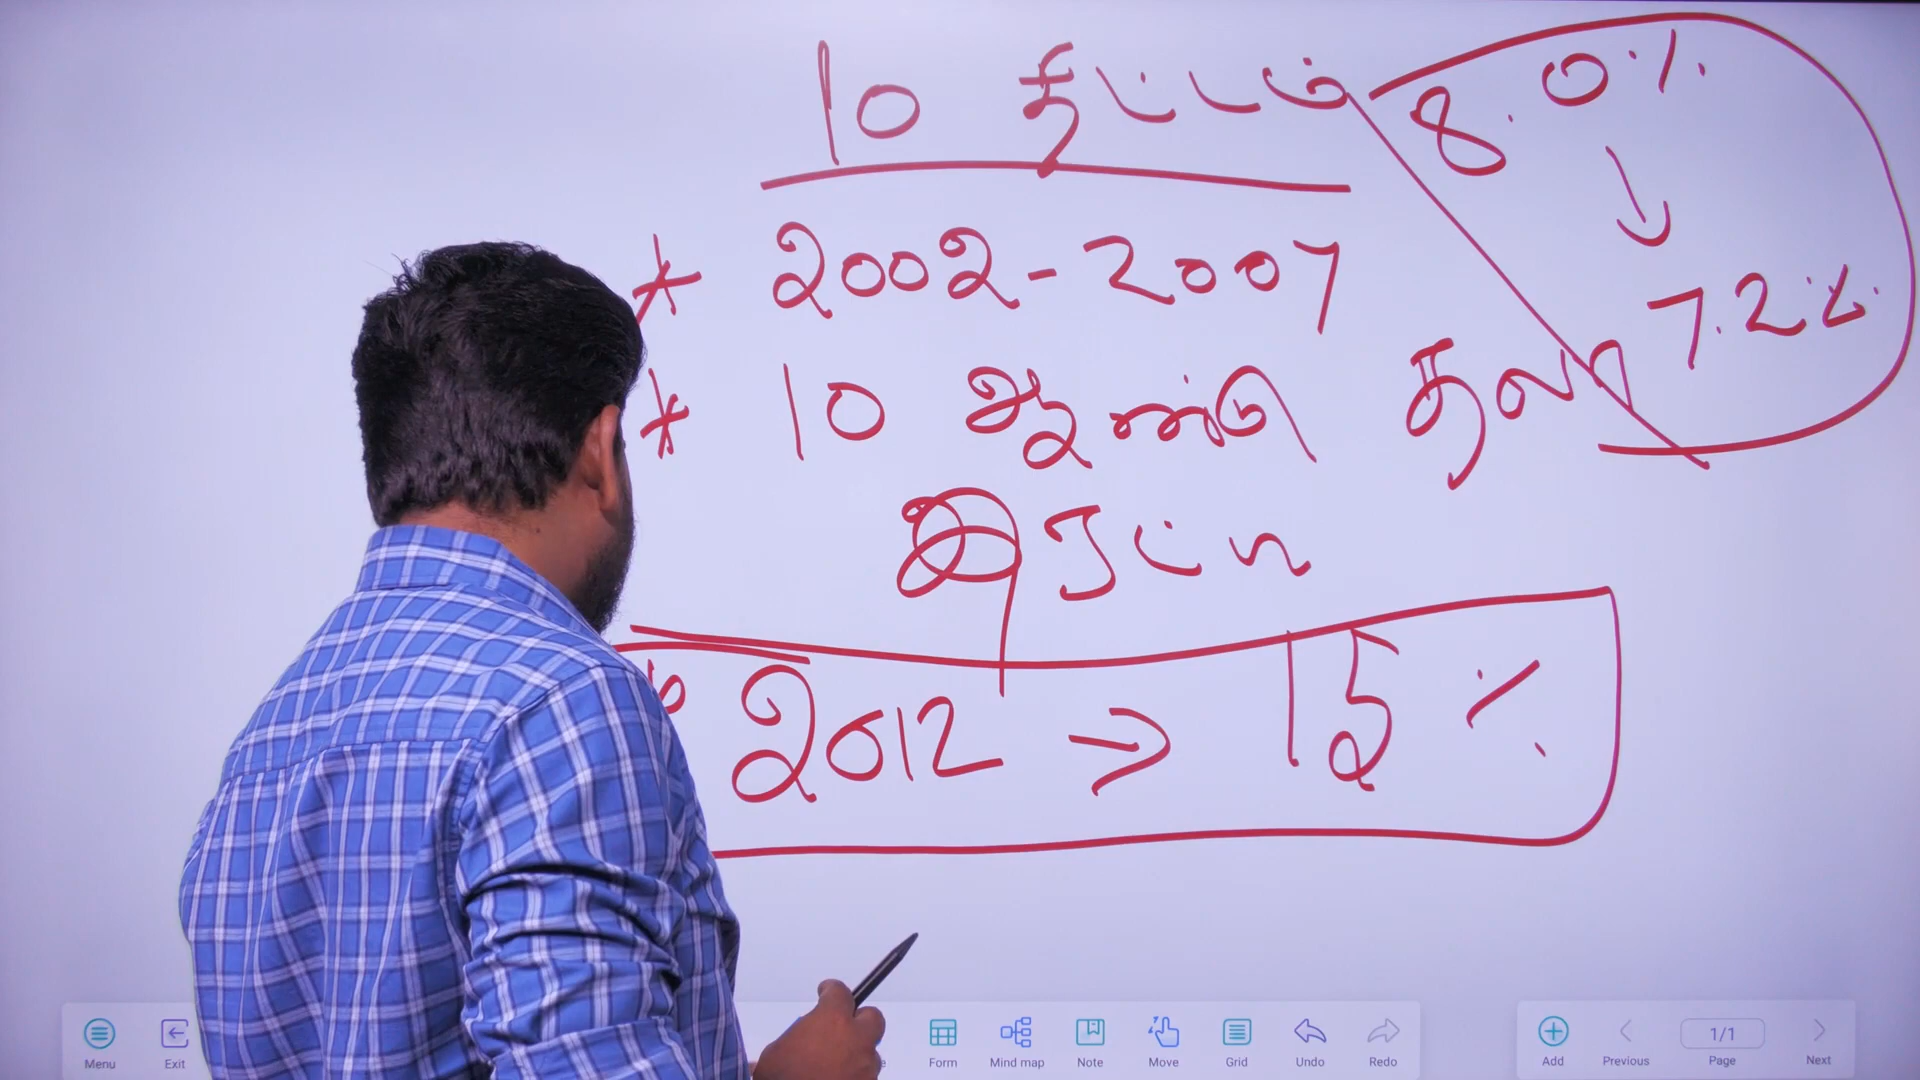 10 திட்டம்
8.0%
↓
7.2%
* 2002-2007
* 10 ஆண்டு தலா
இரட்டி
2012 → 15%
Menu Exit Form Mind map Note Move Grid Undo Redo Add Previous 1/1 Page Next